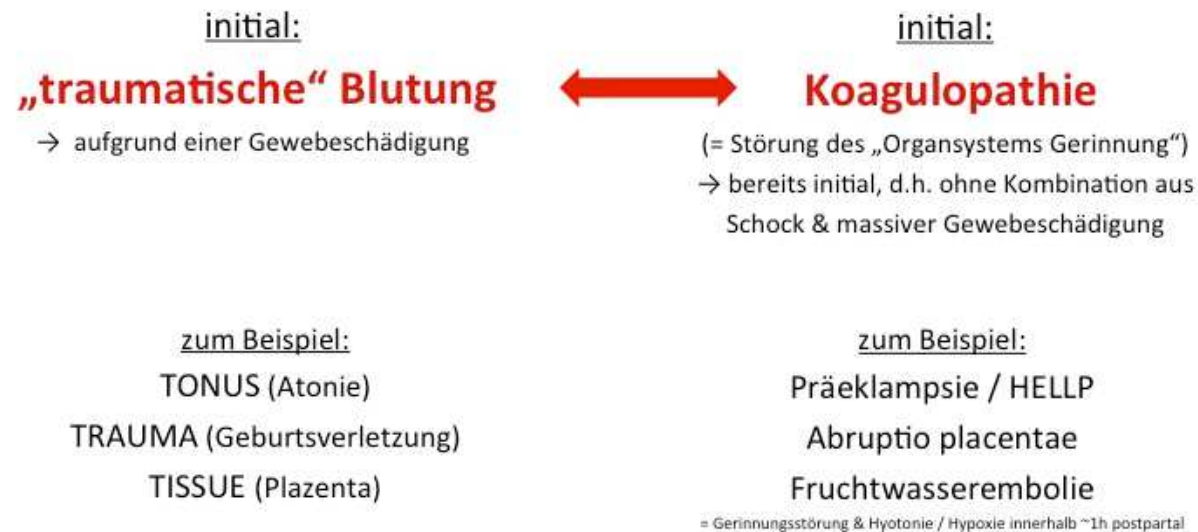 initial:
„traumatische“ Blutung
→ aufgrund einer Gewebeschädigung
initial:
Koagulopathie
(= Störung des „Organsystems Gerinnung“)
→ bereits initial, d.h. ohne Kombination aus
Schock & massiver Gewebeschädigung
zum Beispiel:
TONUS (Atonie)
TRAUMA (Geburtsverletzung)
TISSUE (Plazenta)
zum Beispiel:
Präeklampsie / HELLP
Abruptio placentae
Fruchtwasserembolie
= Gerinnungsstörung & Hyotonie / Hypoxie innerhalb ~1h postpartal